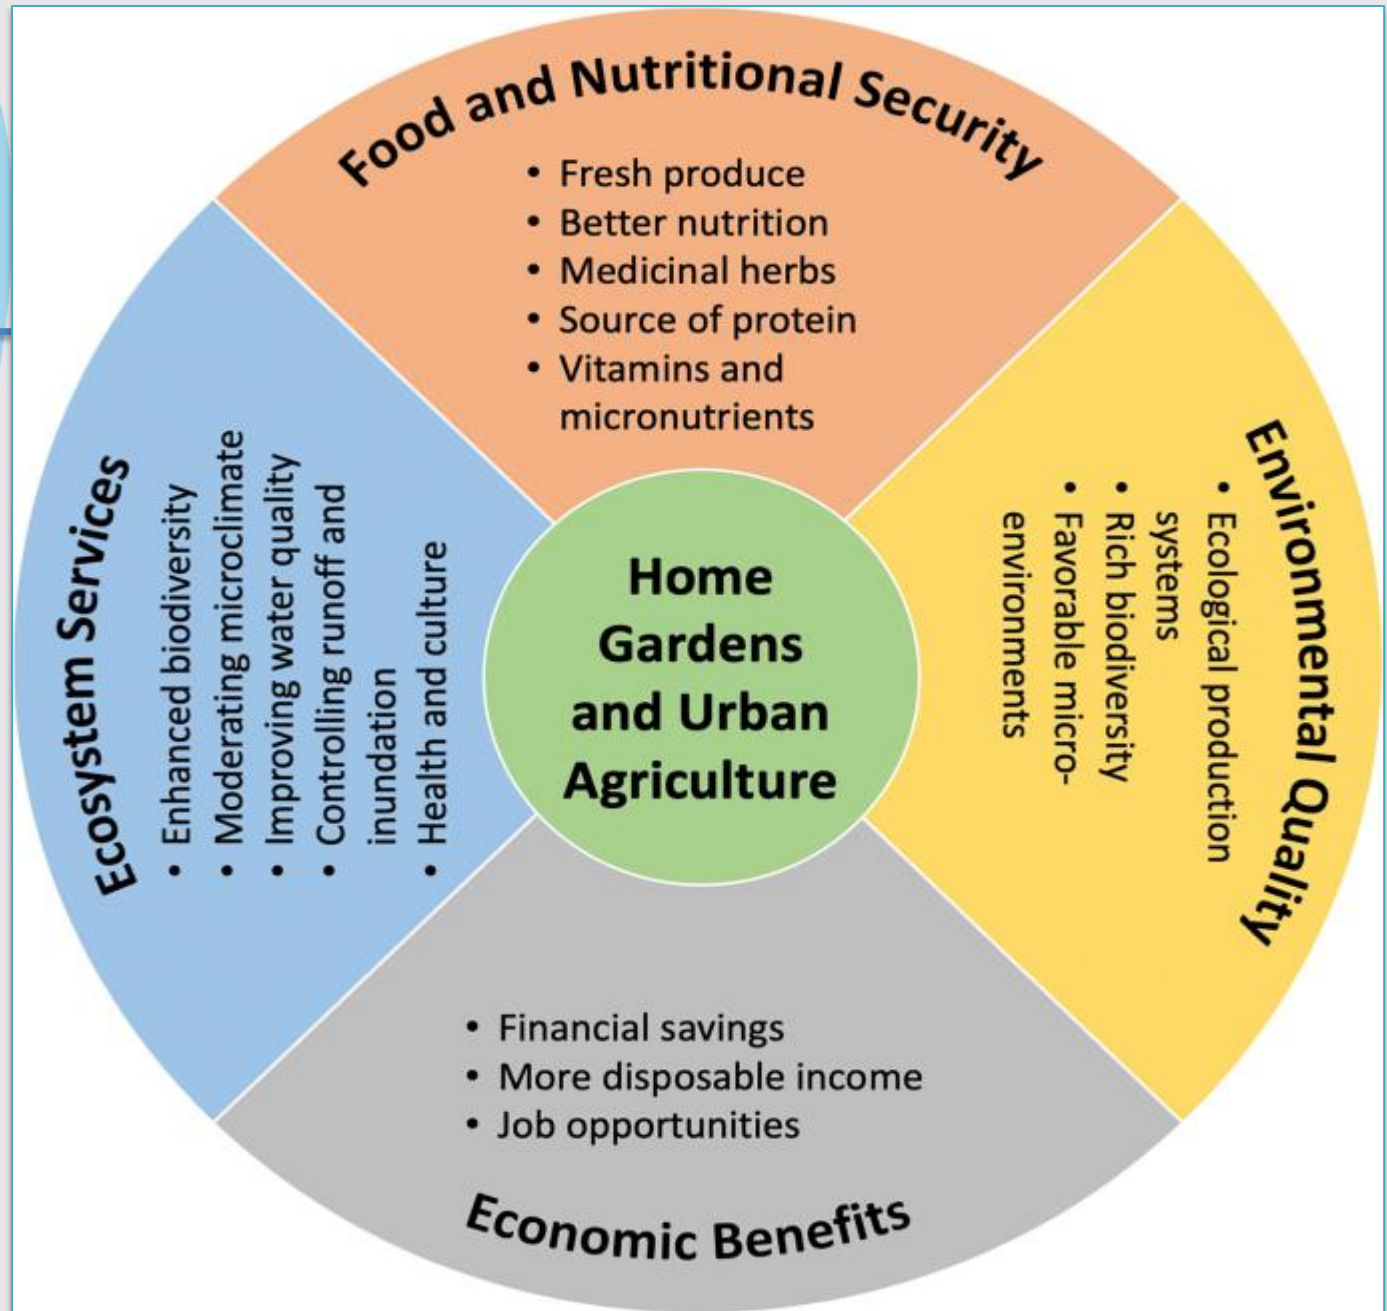 Food and Nutritional Security
• Fresh produce
• Better nutrition
• Medicinal herbs
• Source of protein
• Vitamins and
micronutrients
Environmental Quality
• Ecological production
systems
• Rich biodiversity
• Favorable micro-
environments
Home
Gardens
and Urban
Agriculture
Ecosystem Services
• Enhanced biodiversity
• Moderating microclimate
• Improving water quality
• Controlling runoff and
inundation
• Health and culture
• Financial savings
• More disposable income
• Job opportunities
Economic Benefits